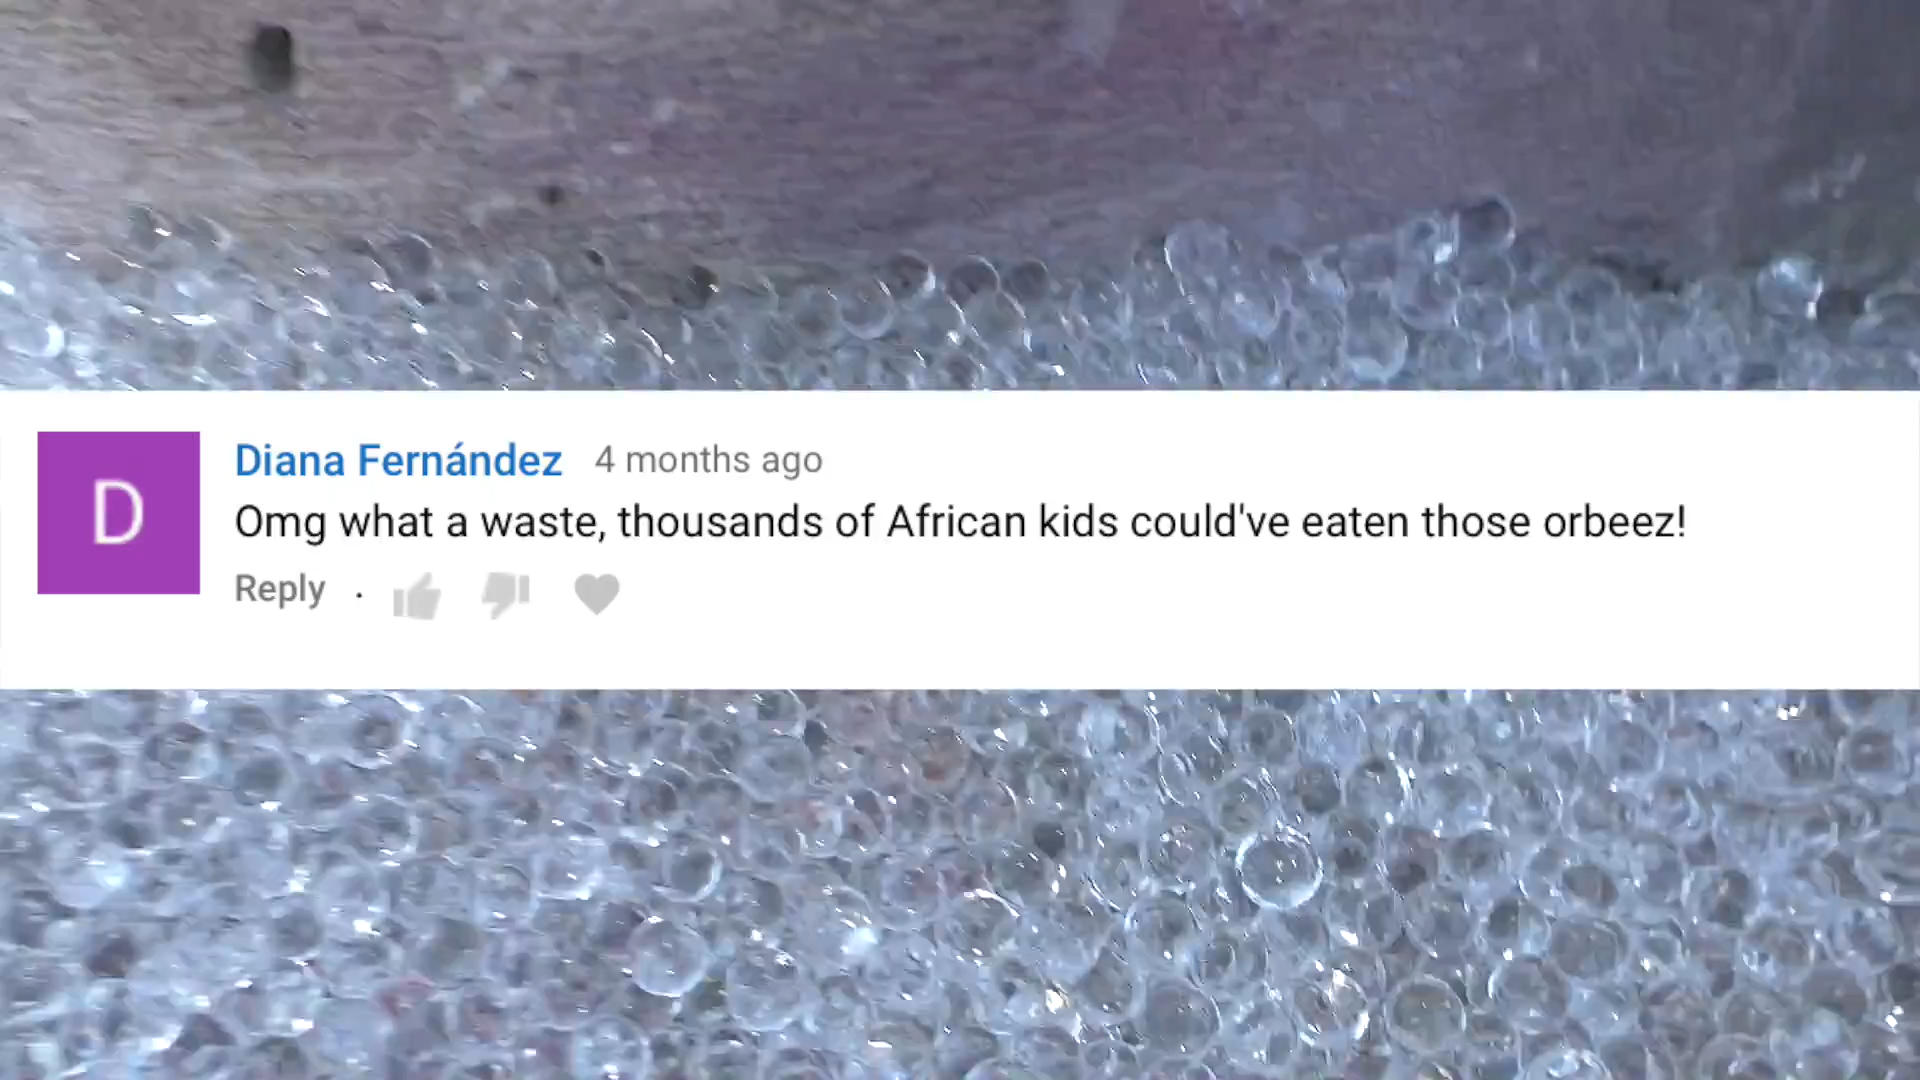 D
Diana Fernández 4 months ago
Omg what a waste, thousands of African kids could've eaten those orbeez!
Reply .